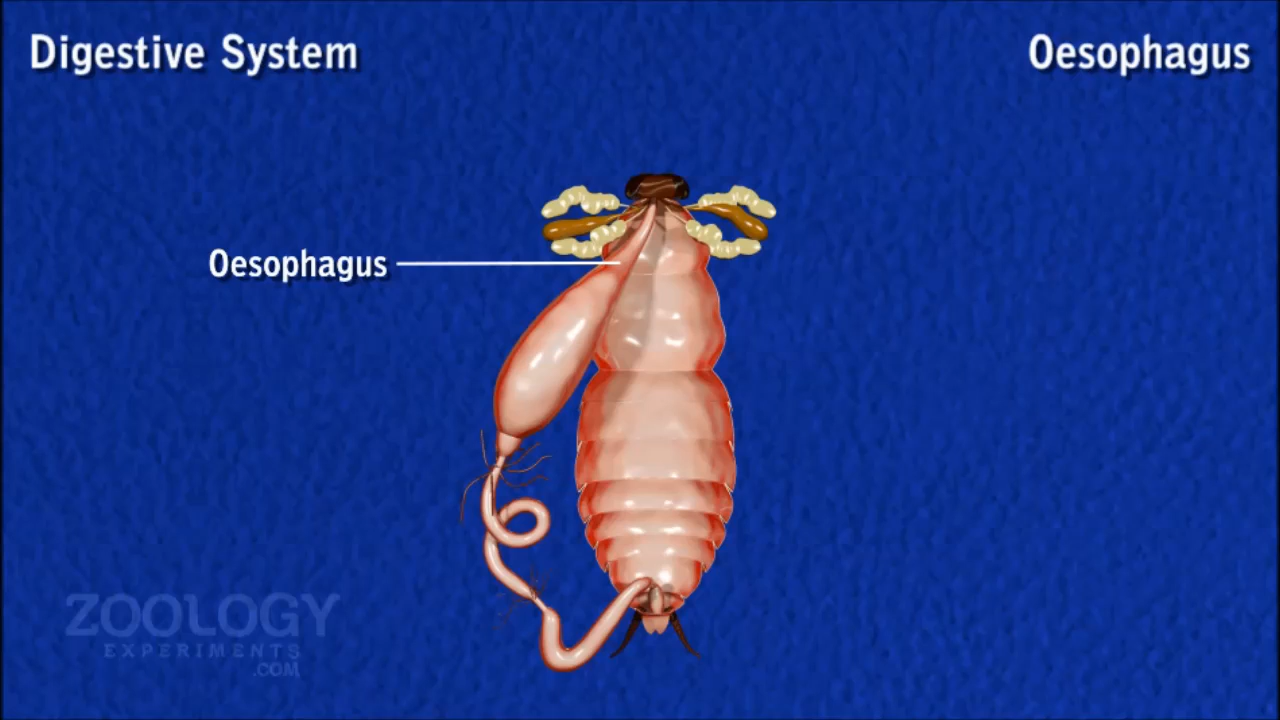 Digestive System
Oesophagus
Oesophagus
ZOOLOGY
EXPERIMENTS
.COM